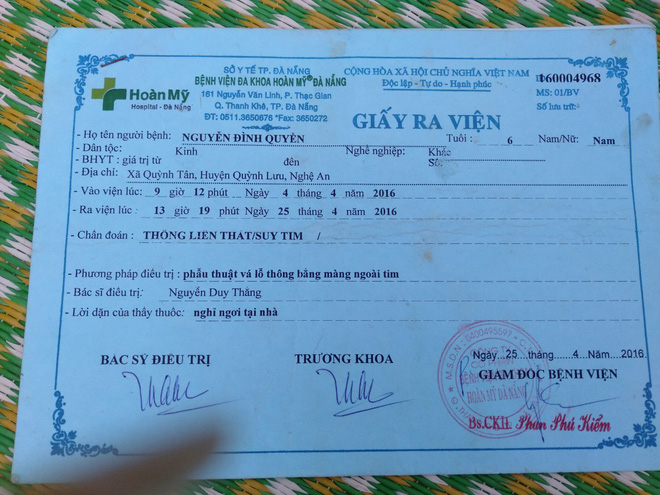 Hoàn Mỹ
Hospital - Đà Nẵng
SỞ Y TẾ TP. ĐÀ NẴNG
BỆNH VIỆN ĐA KHOA HOÀN MỸ ĐÀ NẴNG
161 Nguyễn Văn Linh, P. Thạc Gián
Q. Thanh Khê, TP. Đà Nẵng
ĐT: 0511.3650676 *Fax: 3650272
CỘNG HÒA XÃ HỘI CHỦ NGHĨA VIỆT NAM
Độc lập - Tự do - Hạnh phúc
160004968
MS: 01/BV
Số lưu trữ:
GIẤY RA VIỆN
- Họ tên người bệnh: NGUYỄN ĐÌNH QUYỀN Tuổi : 6 Nam/Nữ: Nam
- Dân tộc: Kinh Nghề nghiệp: Khác
- BHYT : giá trị từ đến Số:
- Địa chỉ: Xã Quỳnh Tân, Huyện Quỳnh Lưu, Nghệ An
- Vào viện lúc: 9 giờ 12 phút Ngày 4 tháng 4 năm 2016
- Ra viện lúc : 13 giờ 19 phút Ngày 25 tháng 4 năm 2016
- Chẩn đoán : THÔNG LIÊN THẤT/SUY TIM /
- Phương pháp điều trị : phẫu thuật vá lỗ thông bằng màng ngoài tim
- Bác sĩ điều trị: Nguyễn Duy Thăng
- Lời dặn của thầy thuốc: nghỉ ngơi tại nhà
Ngày 25 tháng 4 Năm 2016
BÁC SỸ ĐIỀU TRỊ TRƯỞNG KHOA GIÁM ĐỐC BỆNH VIỆN
HOÀN MỸ ĐÀ NẴNG
Bs.CKII. Phan Phú Kiểm